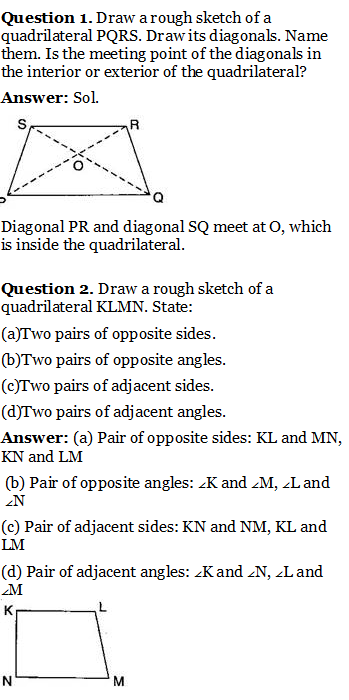 Question 1. Draw a rough sketch of a
quadrilateral PQRS. Draw its diagonals. Name
them. Is the meeting point of the diagonals in
the interior or exterior of the quadrilateral?
Answer: Sol.
S R
O
Q
Diagonal PR and diagonal SQ meet at O, which
is inside the quadrilateral.
Question 2. Draw a rough sketch of a
quadrilateral KLMN. State:
(a)Two pairs of opposite sides.
(b)Two pairs of opposite angles.
(c)Two pairs of adjacent sides.
(d)Two pairs of adjacent angles.
Answer: (a) Pair of opposite sides: KL and MN,
KN and LM
(b) Pair of opposite angles: ∠K and ∠M, ∠L and
∠N
(c) Pair of adjacent sides: KN and NM, KL and
LM
(d) Pair of adjacent angles: ∠K and ∠N, ∠L and
∠M
K L
N M